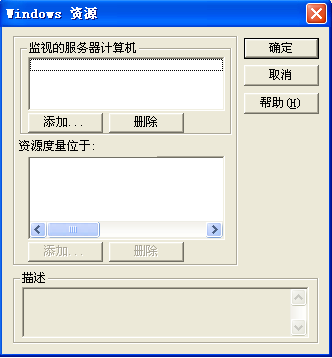 Windows 资源
监视的服务器计算机
确定
取消
帮助(H)
添加... 删除
资源度量位于:
添加... 删除
描述